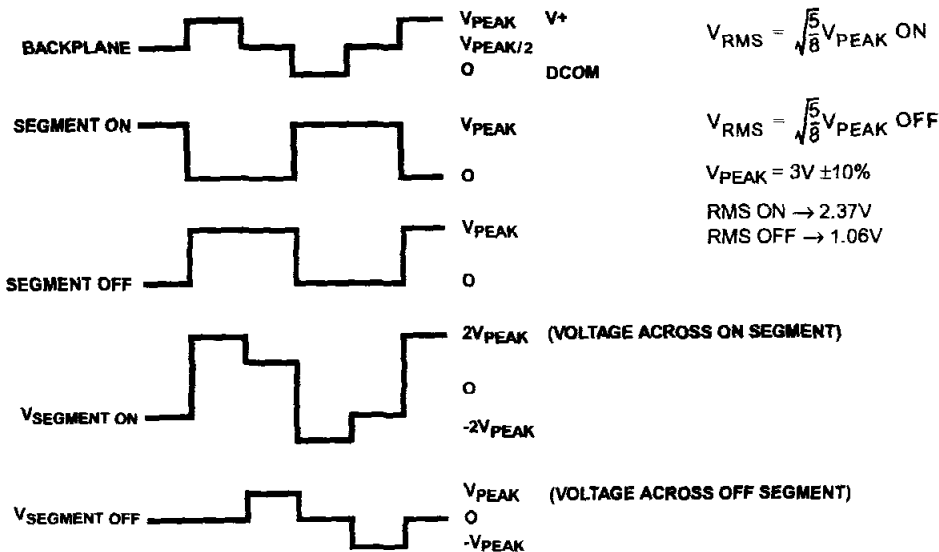 BACKPLANE
VPEAK V+
VPEAK/2
O DCOM
SEGMENT ON
VPEAK
O
SEGMENT OFF
VPEAK
O
VSEGMENT ON
2VPEAK (VOLTAGE ACROSS ON SEGMENT)
O
-2VPEAK
VSEGMENT OFF
VPEAK (VOLTAGE ACROSS OFF SEGMENT)
O
-VPEAK
VRMS = √5/8 VPEAK ON
VRMS = √5/8 VPEAK OFF
VPEAK = 3V ±10%
RMS ON → 2.37V
RMS OFF → 1.06V